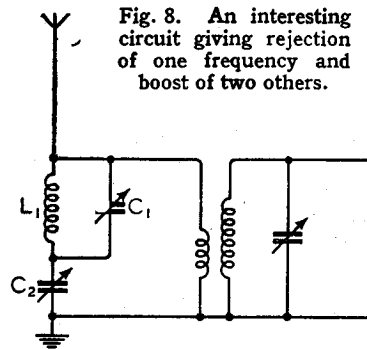 Fig. 8. An interesting
circuit giving rejection
of one frequency and
boost of two others.
L₁
C₁
C₂